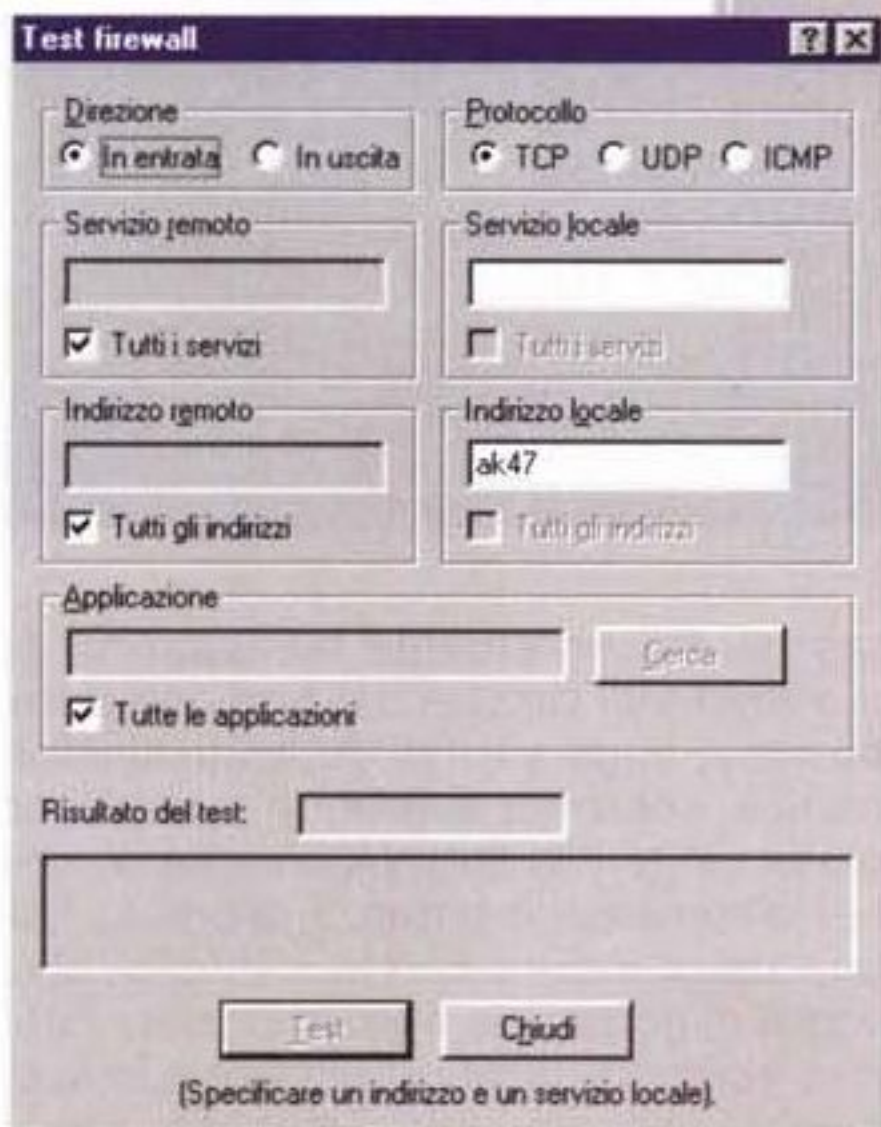 Test firewall
Direzione
In entrata In uscita
Protocollo
TCP UDP ICMP
Servizio remoto
Tutti i servizi
Servizio locale
Tutti i servizi
Indirizzo remoto
Tutti gli indirizzi
Indirizzo locale
ak47
Tutti gli indirizzi
Applicazione
Cerca
Tutte le applicazioni
Risultato del test:
Test Chiudi
(Specificare un indirizzo e un servizio locale).